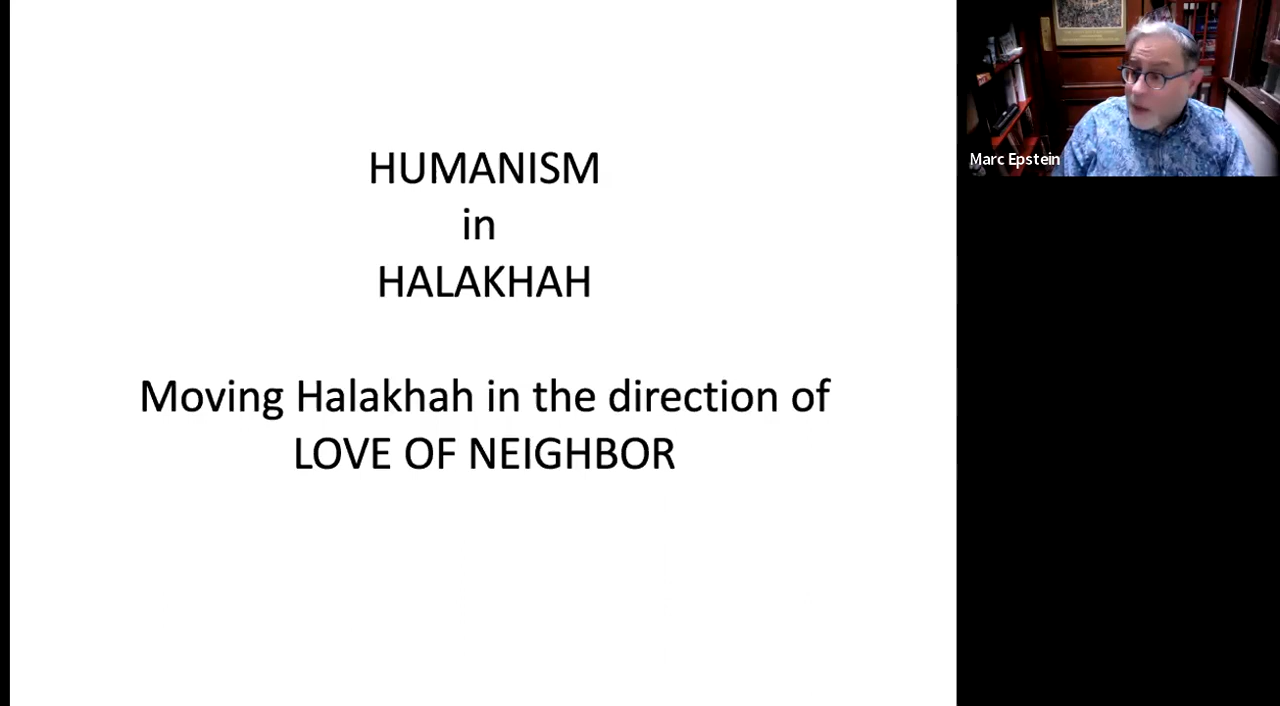 HUMANISM
in
HALAKHAH
Moving Halakhah in the direction of
LOVE OF NEIGHBOR
Marc Epstein